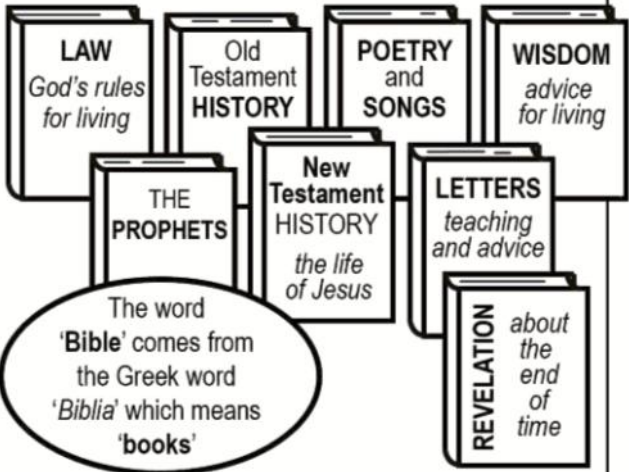 LAW
God's rules
for living
Old
Testament
HISTORY
POETRY
and
SONGS
WISDOM
advice
for living
THE
PROPHETS
New
Testament
HISTORY
the life
of Jesus
LETTERS
teaching
and advice
REVELATION
about
the
end
of
time
The word
‘Bible’ comes from
the Greek word
‘Biblia’ which means
‘books’